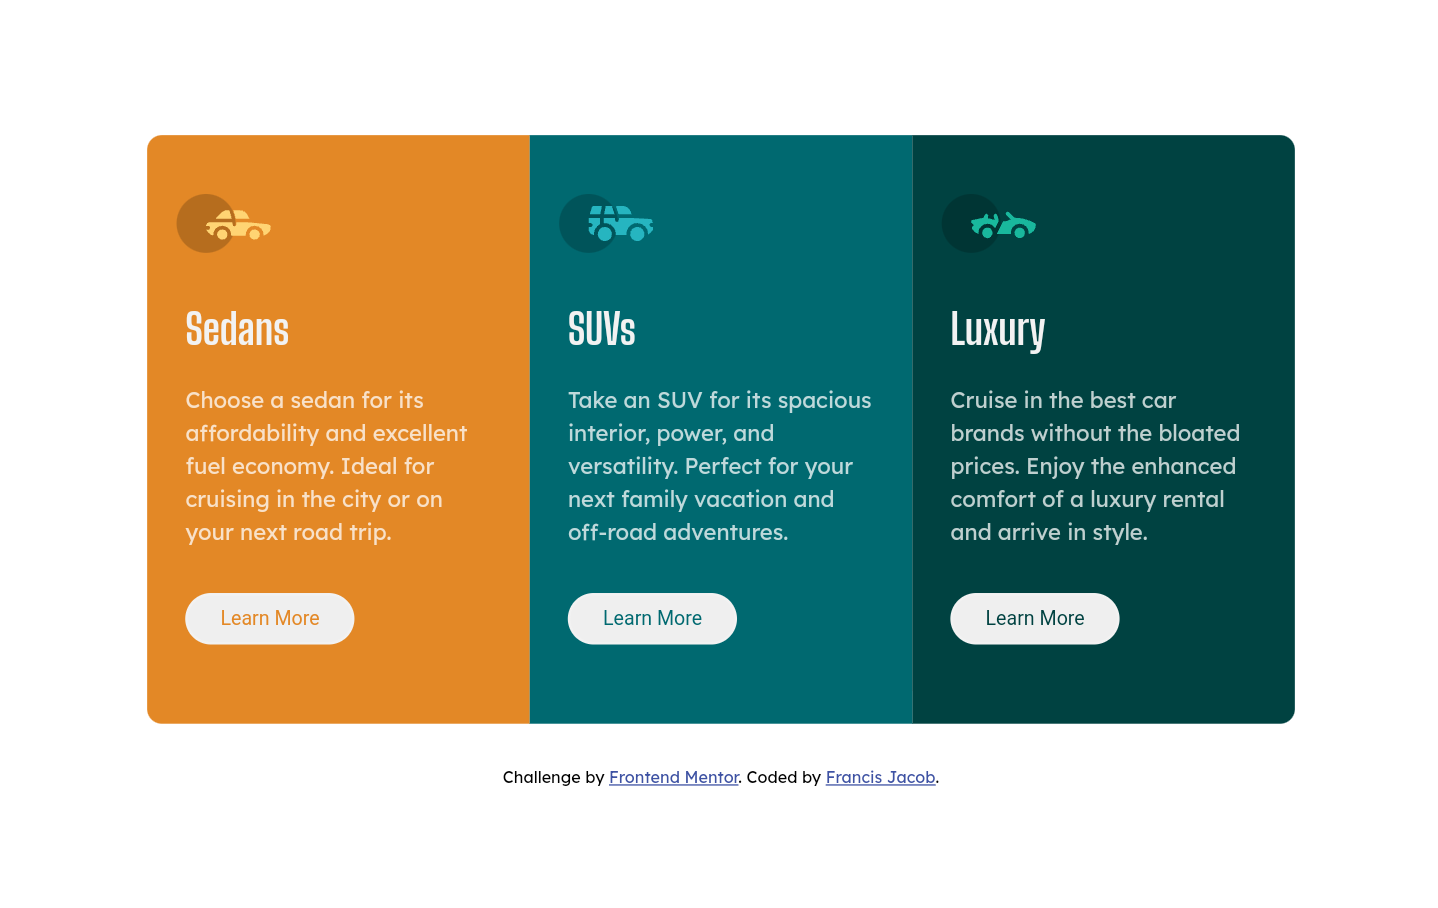 Sedans
Choose a sedan for its
affordability and excellent
fuel economy. Ideal for
cruising in the city or on
your next road trip.
Learn More
SUVs
Take an SUV for its spacious
interior, power, and
versatility. Perfect for your
next family vacation and
off-road adventures.
Learn More
Luxury
Cruise in the best car
brands without the bloated
prices. Enjoy the enhanced
comfort of a luxury rental
and arrive in style.
Learn More
Challenge by Frontend Mentor. Coded by Francis Jacob.